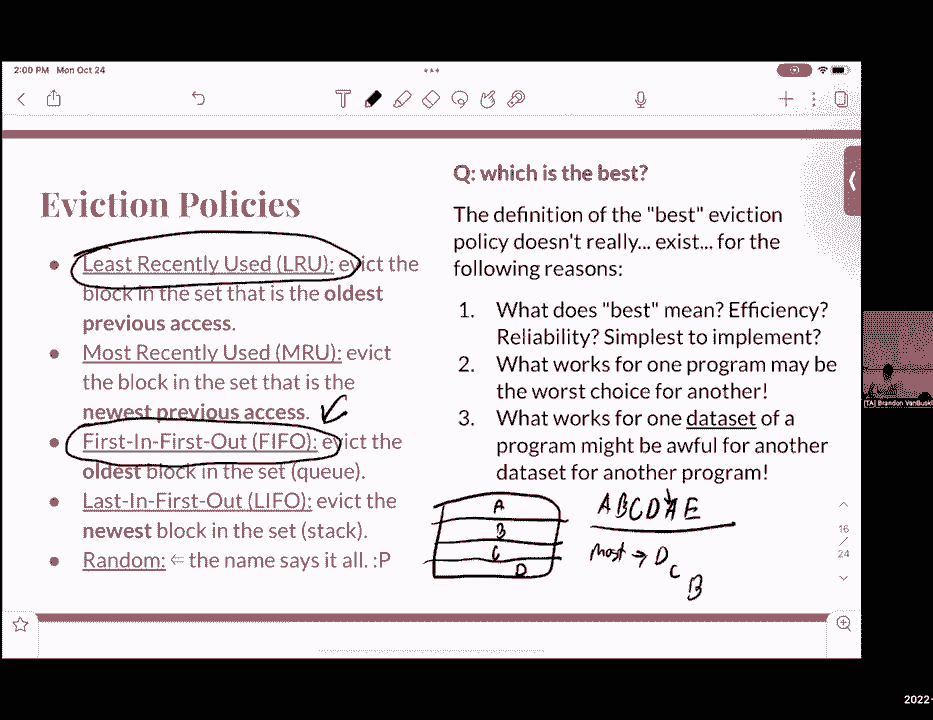 2:00 PM Mon Oct 24
Eviction Policies
Least Recently Used (LRU): evict the
block in the set that is the oldest
previous access.
Most Recently Used (MRU): evict
the block in the set that is the
newest previous access.
First-In-First-Out (FIFO): evict the
oldest block in the set (queue).
Last-In-First-Out (LIFO): evict the
newest block in the set (stack).
Random: ⇐ the name says it all. :P
Q: which is the best?
The definition of the "best" eviction
policy doesn't really... exist... for the
following reasons:
1. What does "best" mean? Efficiency?
Reliability? Simplest to implement?
2. What works for one program may be
the worst choice for another!
3. What works for one dataset of a
program might be awful for another
dataset for another program!
A
B
C
D
A B C D A E
most → D
C
B
16
24
[TA] Brandon
2022-